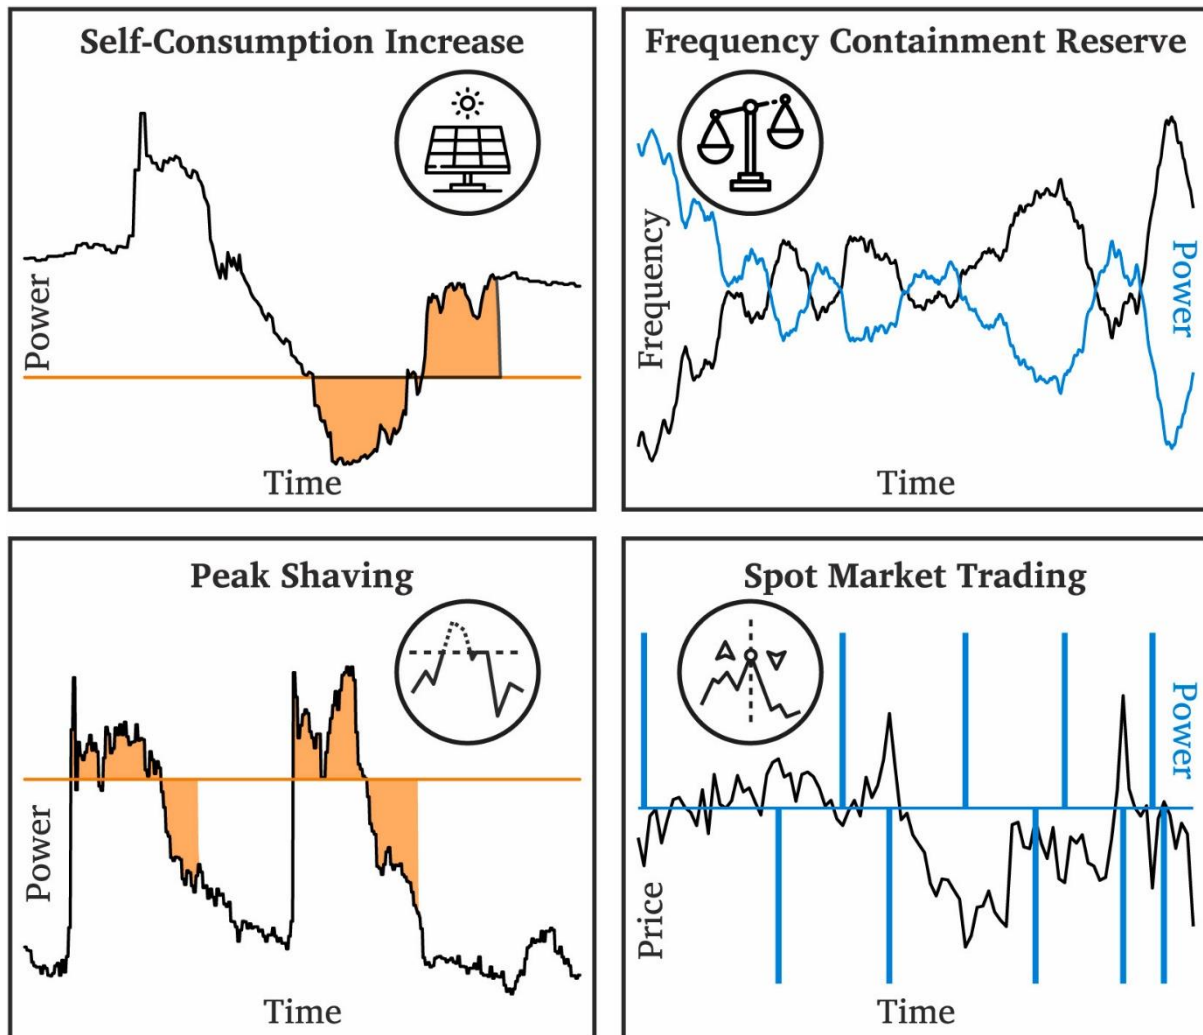 Self-Consumption Increase
Power
Time
Frequency Containment Reserve
Frequency
Power
Time
Peak Shaving
Power
Time
Spot Market Trading
Power
Price
Time